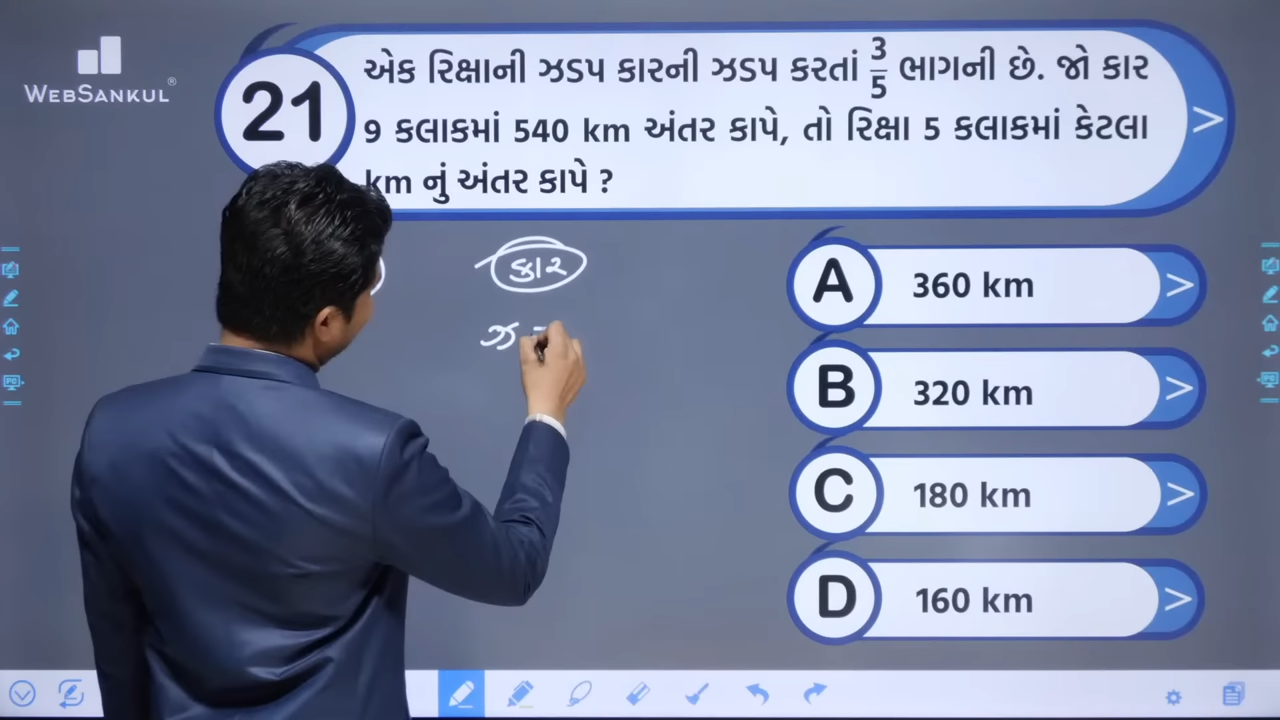 WEBSANKUL®
21
એક રિક્ષાની ઝડપ કારની ઝડપ કરતાં 3/5 ભાગની છે. જો કાર
9 કલાકમાં 540 km અંતર કાપે, તો રિક્ષા 5 કલાકમાં કેટલા
km નું અંતર કાપે ?
કાર
ઝ
A 360 km
B 320 km
C 180 km
D 160 km